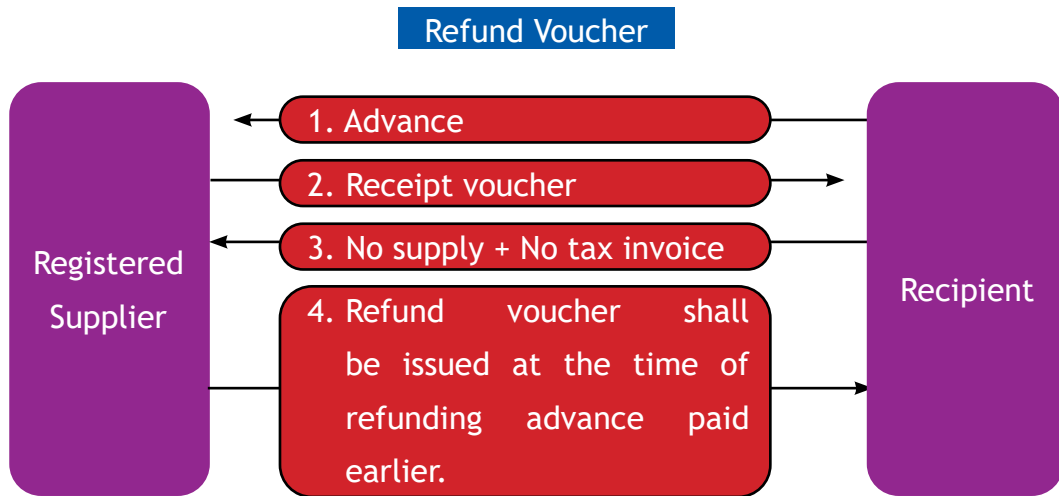 Refund Voucher
1. Advance
2. Receipt voucher
3. No supply + No tax invoice
Registered
Supplier
4. Refund voucher shall
be issued at the time of
refunding advance paid
earlier.
Recipient